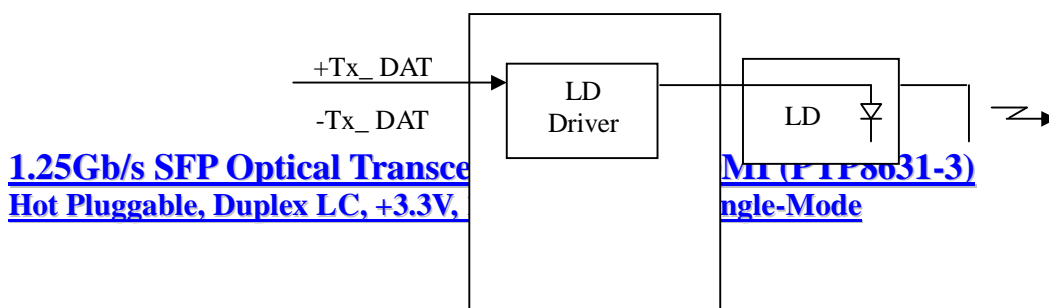 +Tx_ DAT
LD
Driver
LD
-Tx_ DAT
1.25Gb/s SFP Optical Transce MI (PTP8631-3)
Hot Pluggable, Duplex LC, +3.3V, ngle-Mode